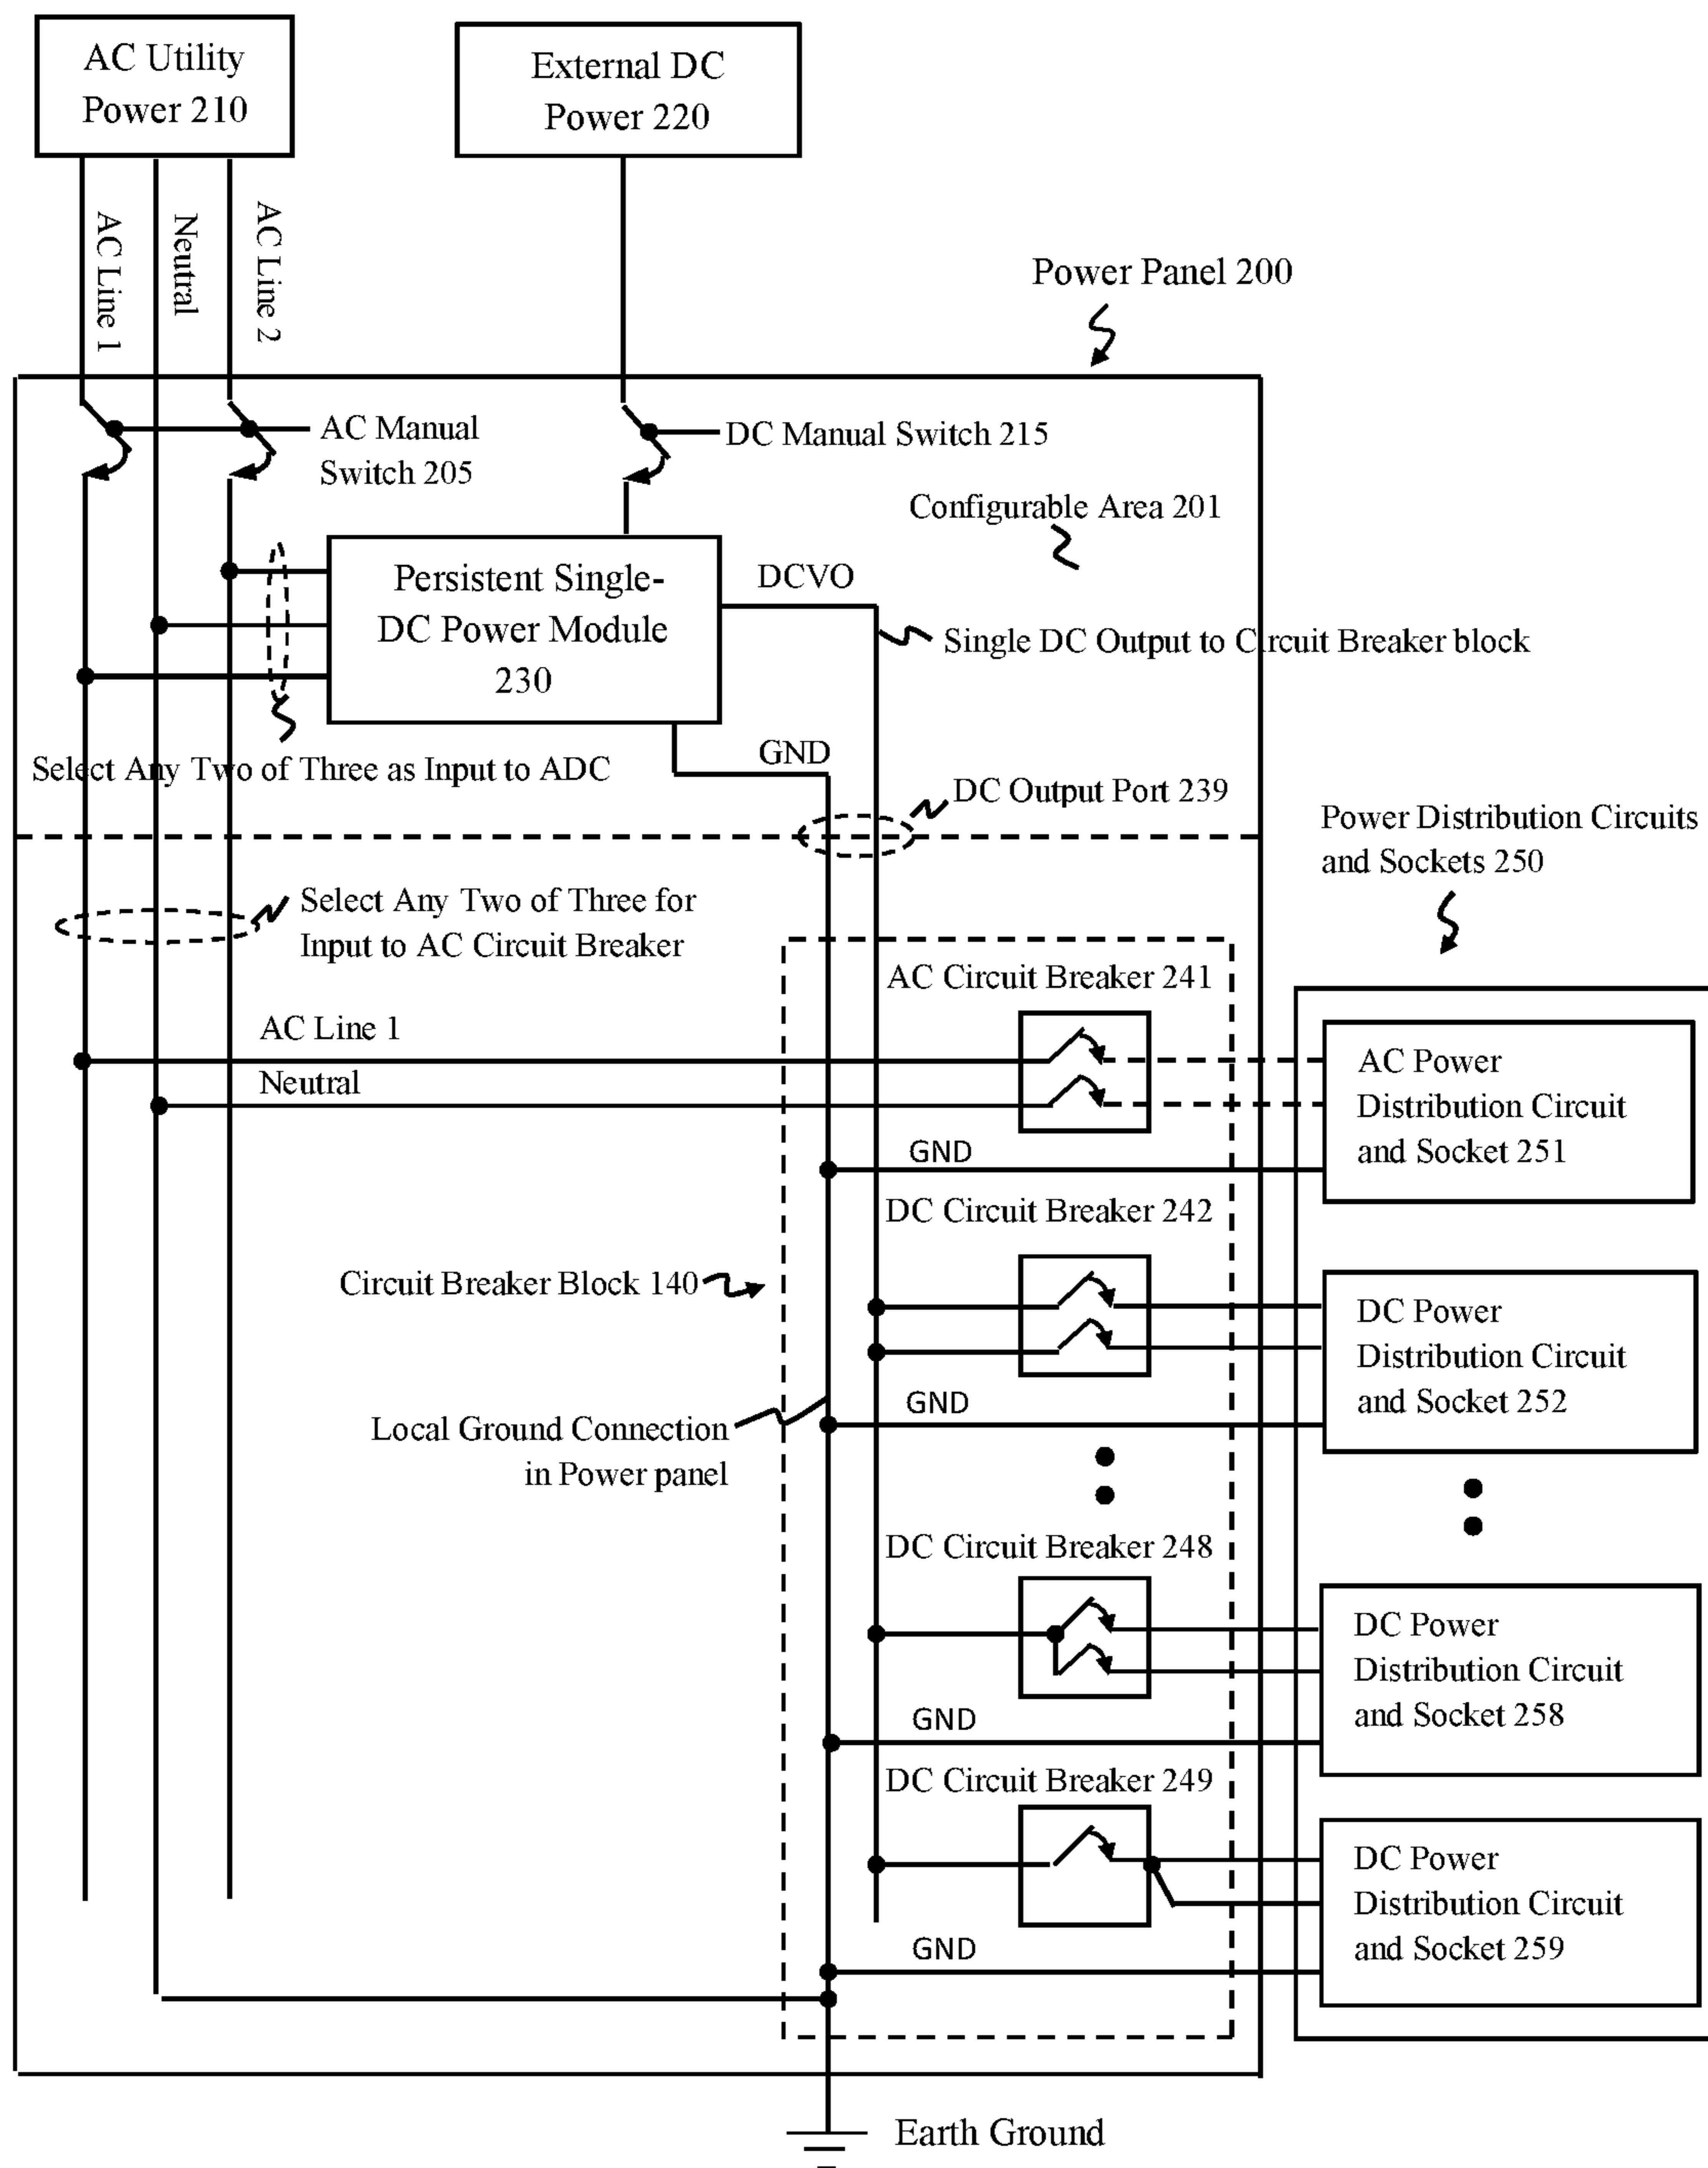 AC Utility
Power 210
External DC
Power 220
AC Line 1
Neutral
AC Line 2
Power Panel 200
AC Manual
Switch 205
DC Manual Switch 215
Configurable Area 201
Persistent Single-
DC Power Module
230
DCVO
Single DC Output to Circuit Breaker block
GND
Select Any Two of Three as Input to ADC
DC Output Port 239
Power Distribution Circuits
and Sockets 250
Select Any Two of Three for
Input to AC Circuit Breaker
AC Circuit Breaker 241
AC Line 1
Neutral
AC Power
Distribution Circuit
and Socket 251
GND
DC Circuit Breaker 242
Circuit Breaker Block 140
DC Power
Distribution Circuit
and Socket 252
GND
Local Ground Connection
in Power panel
DC Circuit Breaker 248
DC Power
Distribution Circuit
and Socket 258
GND
DC Circuit Breaker 249
DC Power
Distribution Circuit
and Socket 259
GND
Earth Ground